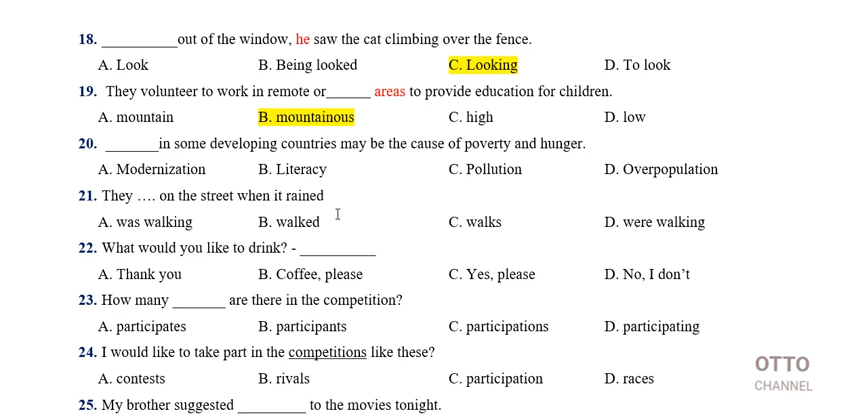 18. __________out of the window, he saw the cat climbing over the fence.
A. Look B. Being looked C. Looking D. To look
19. They volunteer to work in remote or______ areas to provide education for children.
A. mountain B. mountainous C. high D. low
20. _______in some developing countries may be the cause of poverty and hunger.
A. Modernization B. Literacy C. Pollution D. Overpopulation
21. They …. on the street when it rained
A. was walking B. walked C. walks D. were walking
22. What would you like to drink? - __________
A. Thank you B. Coffee, please C. Yes, please D. No, I don’t
23. How many _______ are there in the competition?
A. participates B. participants C. participations D. participating
24. I would like to take part in the competitions like these?
A. contests B. rivals C. participation D. races
25. My brother suggested _________ to the movies tonight.
OTTO
CHANNEL